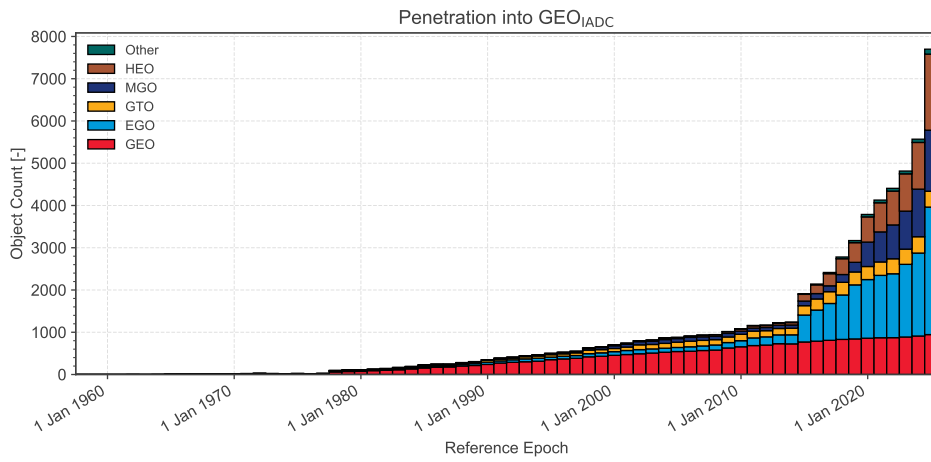 Penetration into GEO_IADC
Object Count [-]
8000
7000
6000
5000
4000
3000
2000
1000
0
Other
HEO
MGO
GTO
EGO
GEO
1 Jan 1960
1 Jan 1970
1 Jan 1980
1 Jan 1990
1 Jan 2000
1 Jan 2010
1 Jan 2020
Reference Epoch